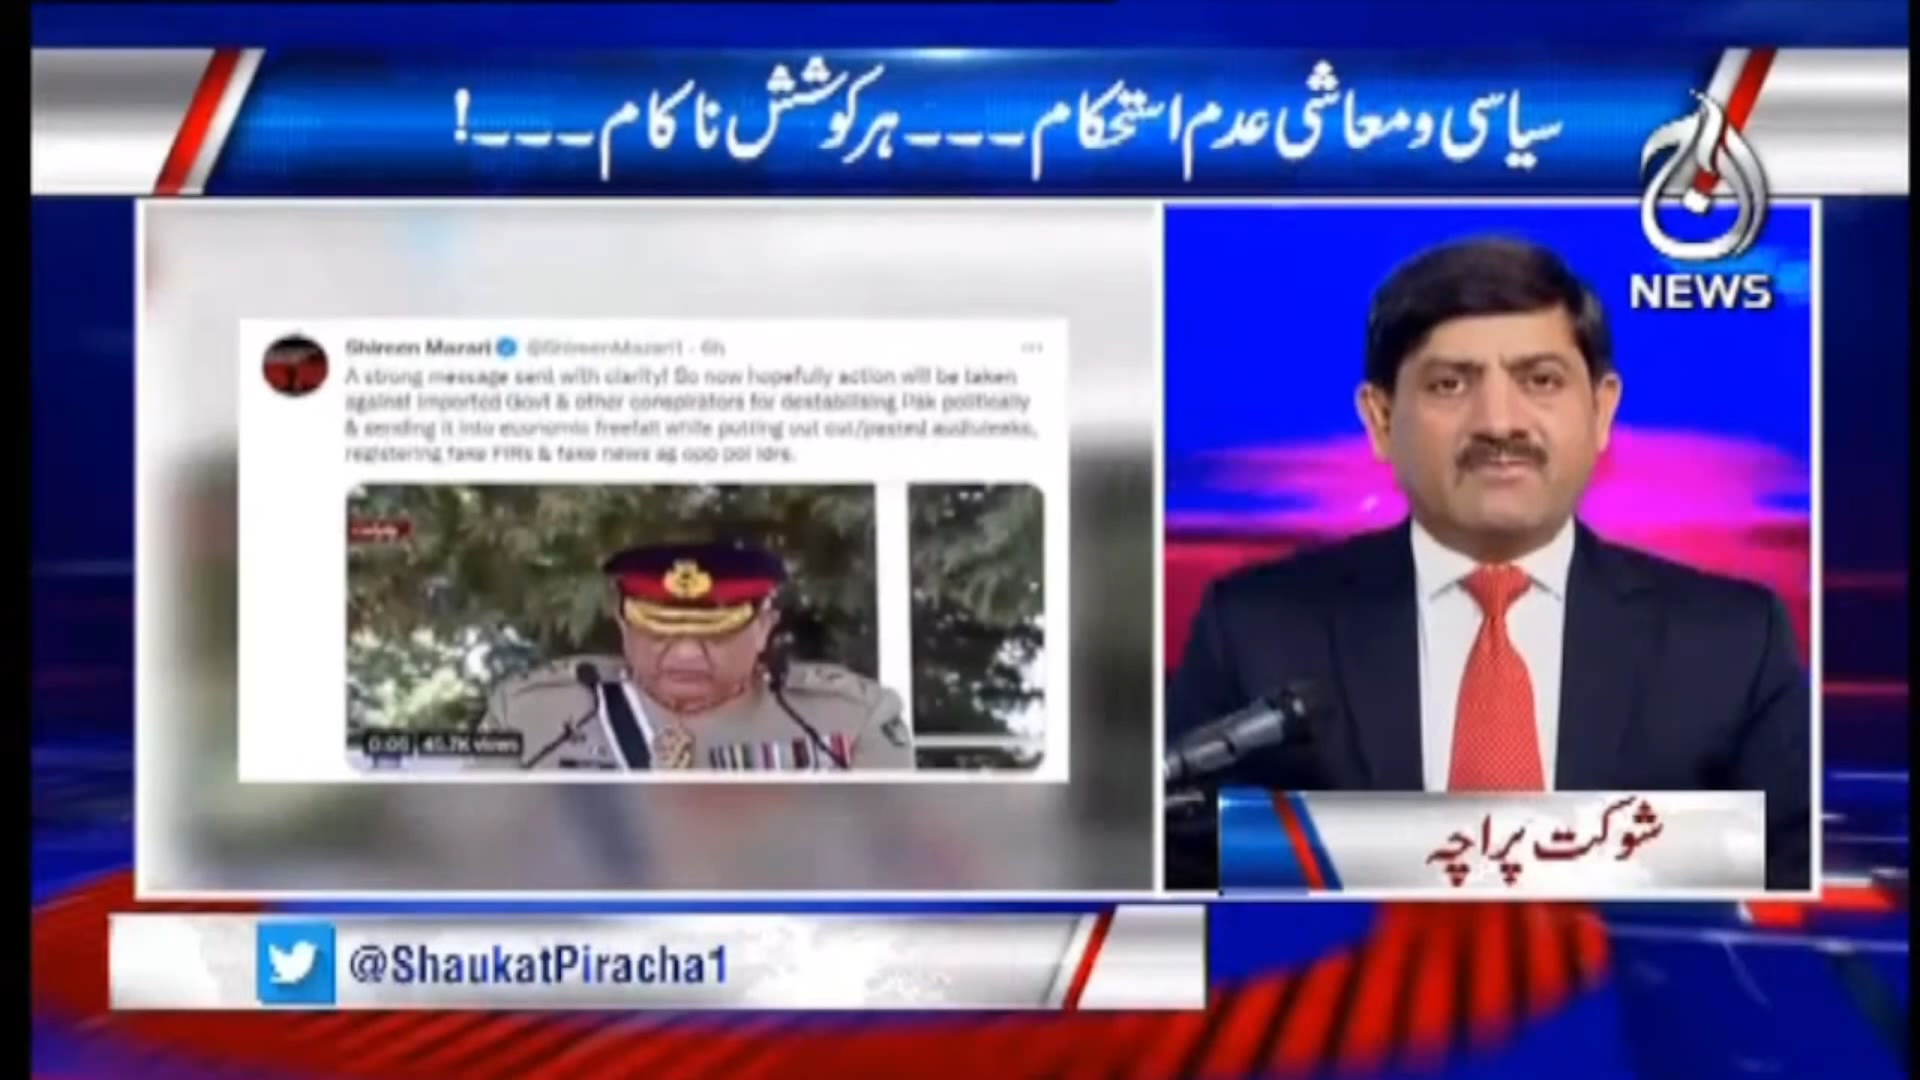 سیاسی و معاشی عدم استحکام۔۔۔ہر کوشش ناکام۔۔۔!
آج
NEWS
Shireen Mazari @ShireenMazari1 · 6h
A strong message sent with clarity! So now hopefully action will be taken
against Imported Govt & other conspirators for destabilising Pak politically
& sending it into economic freefall while putting out cut/pasted audioleaks,
registering fake FIRs & fake news ag opp pol ldrs.
0:06 45.7K views
شوکت پراچہ
@ShaukatPiracha1